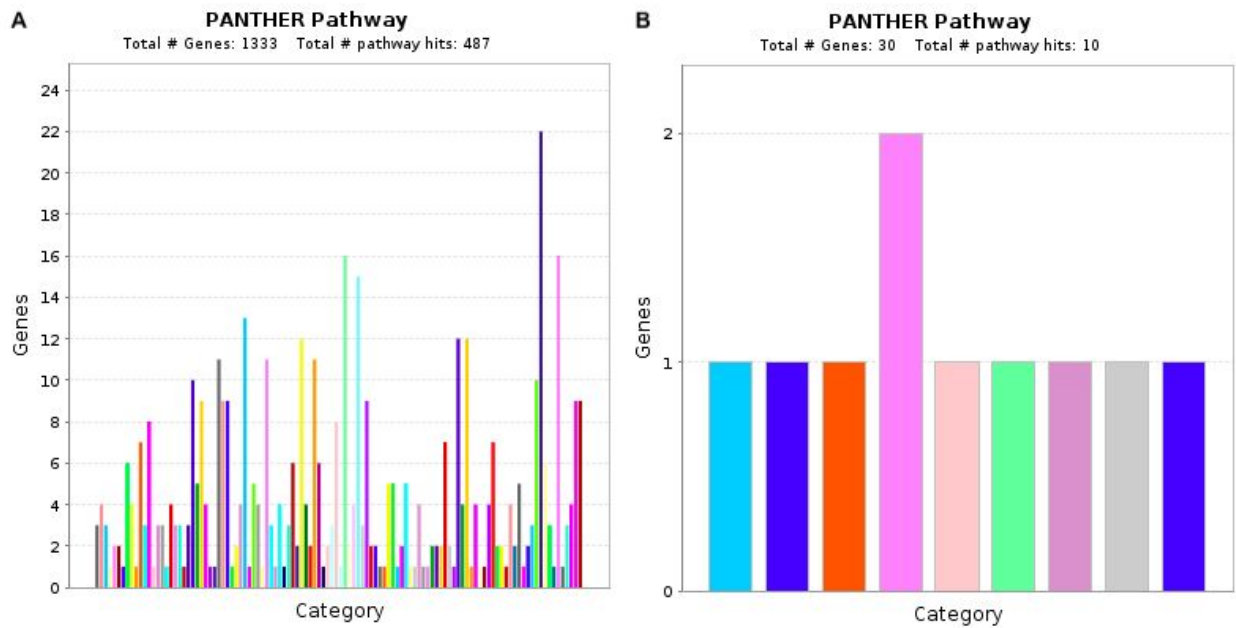 A
PANTHER Pathway
Total # Genes: 1333 Total # pathway hits: 487
24
22
20
18
16
14
12
10
8
6
4
2
0
Genes
Category
B
PANTHER Pathway
Total # Genes: 30 Total # pathway hits: 10
2
1
0
Genes
Category